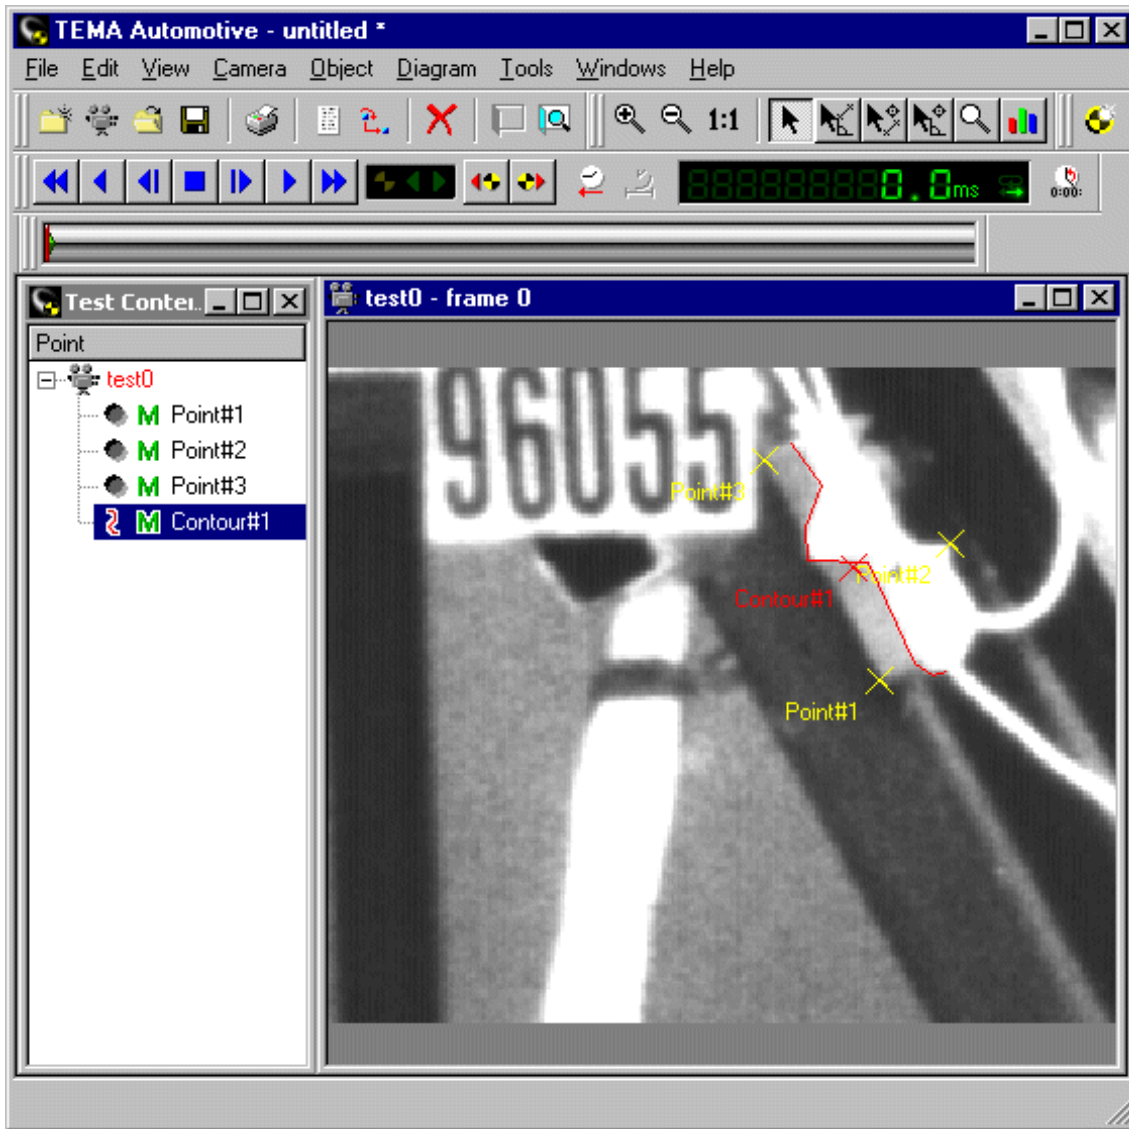 TEMA Automotive - untitled *
File Edit View Camera Object Diagram Tools Windows Help
1:1
0.0ms
0:00:
Test Conter..
test0 - frame 0
Point
test0
Point#1
Point#2
Point#3
Contour#1
96055
Point#3
Point#2
Contour#1
Point#1